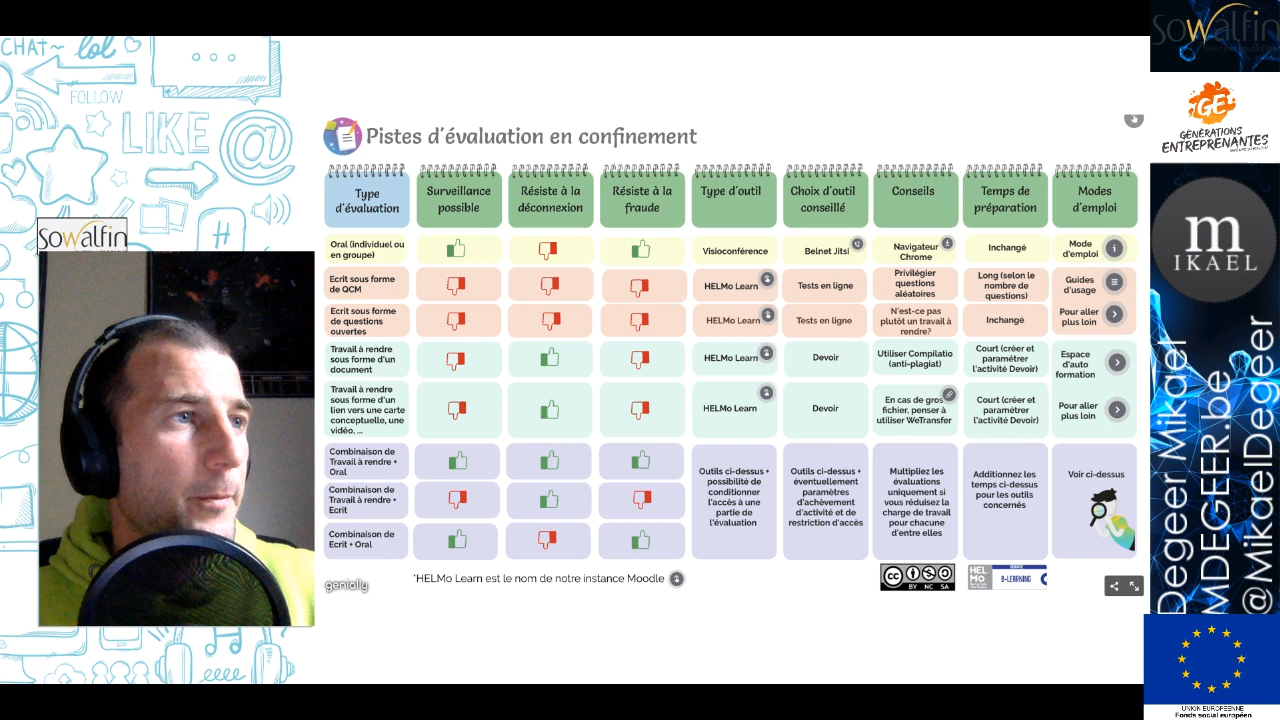 CHAT~ lol
FOLLOW
LIKE @
#
Sowalfin
Pistes d'évaluation en confinement
Type
d'évaluation
Surveillance
possible
Résiste à la
déconnexion
Résiste à la
fraude
Type d'outil
Choix d'outil
conseillé
Conseils
Temps de
préparation
Modes
d'emploi
Oral (individuel ou
en groupe)
Visioconférence
Belnet Jitsi
Navigateur
Chrome
Inchangé
Mode
d'emploi
Ecrit sous forme
de QCM
HELMo Learn
Tests en ligne
Privilégier
questions
aléatoires
Long (selon le
nombre de
questions)
Guides
d'usage
Ecrit sous forme
de questions
ouvertes
HELMo Learn
Tests en ligne
N'est-ce pas
plutôt un travail à
rendre?
Inchangé
Pour aller
plus loin
Travail à rendre
sous forme d'un
document
HELMo Learn
Devoir
Utiliser Compilatio
(anti-plagiat)
Court (créer et
paramétrer
l'activité Devoir)
Espace
d'auto
formation
Travail à rendre
sous forme d'un
lien vers une carte
conceptuelle, une
vidéo, ...
HELMo Learn
Devoir
En cas de gros
fichier, penser à
utiliser WeTransfer
Court (créer et
paramétrer
l'activité Devoir)
Pour aller
plus loin
Combinaison de
Travail à rendre +
Oral
Combinaison de
Travail à rendre +
Ecrit
Combinaison de
Ecrit + Oral
Outils ci-dessus +
possibilité de
conditionner
l'accès à une
partie de
l'évaluation
Outils ci-dessus +
éventuellement
paramètres
d'achèvement
d'activité et de
restriction d'accès
Multipliez les
évaluations
uniquement si
vous réduisez la
charge de travail
pour chacune
d'entre elles
Additionnez les
temps ci-dessus
pour les outils
concernés
Voir ci-dessus
genially
*HELMo Learn est le nom de notre instance Moodle
cc BY NC SA
HEL
MO
e-LEARNING
Sowalfin
GE
GÉNÉRATIONS
ENTREPRENANTES
m
IKAEL
Degeer Mikael
MDEGEER.be
@MikaelDegeer
UNION EUROPEENNE
Fonds social européen